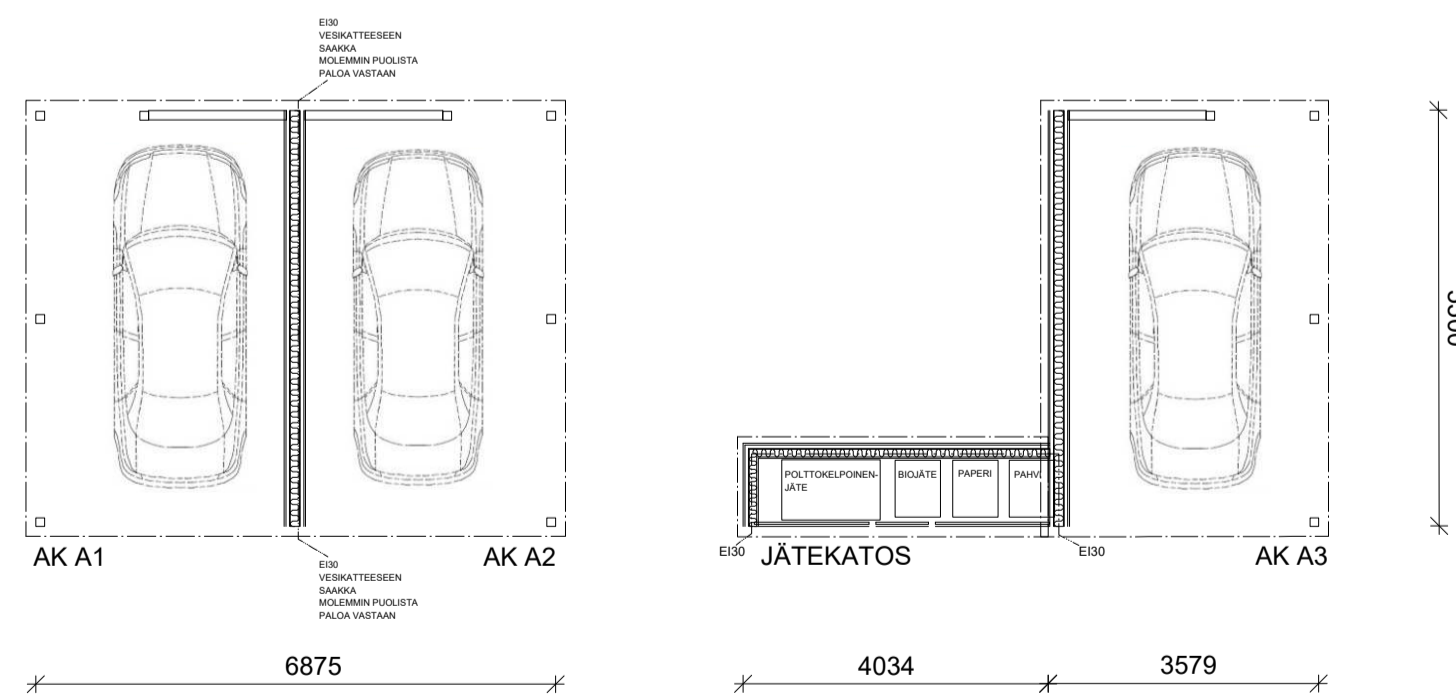 EI30
VESIKATTEESEEN
SAAKKA
MOLEMMIN PUOLISTA
PALOA VASTAAN
POLTTOKELPOINEN-
JÄTE
BIOJÄTE
PAPERI
PAHV
AK A1
AK A2
EI30
JÄTEKATOS
EI30
AK A3
EI30
VESIKATTEESEEN
SAAKKA
MOLEMMIN PUOLISTA
PALOA VASTAAN
6875
4034
3579